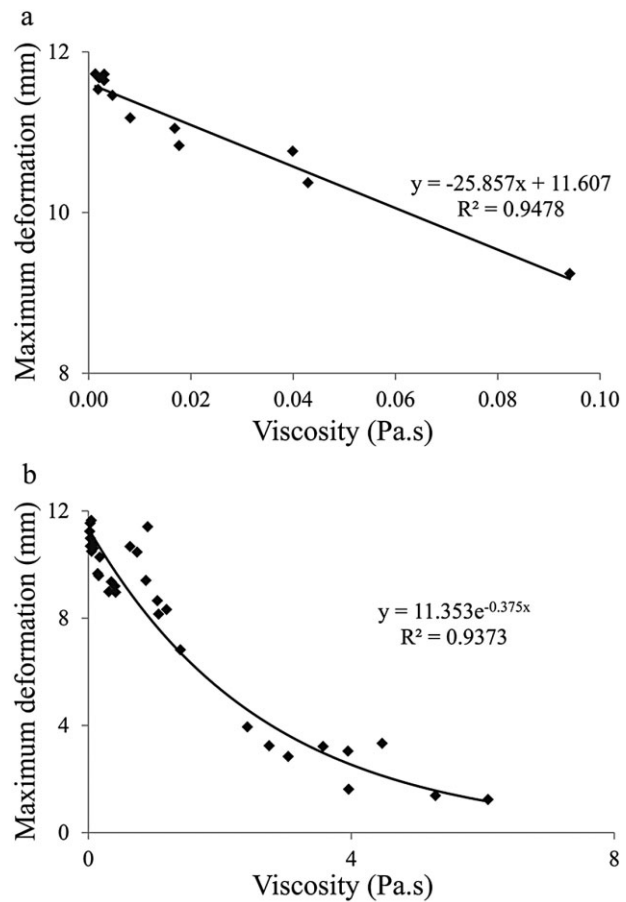 a
12
10
8
Maximum deformation (mm)
y = -25.857x + 11.607
R² = 0.9478
0.00 0.02 0.04 0.06 0.08 0.10
Viscosity (Pa.s)
b
12
8
4
0
Maximum deformation (mm)
y = 11.353e^-0.375x
R² = 0.9373
0 4 8
Viscosity (Pa.s)